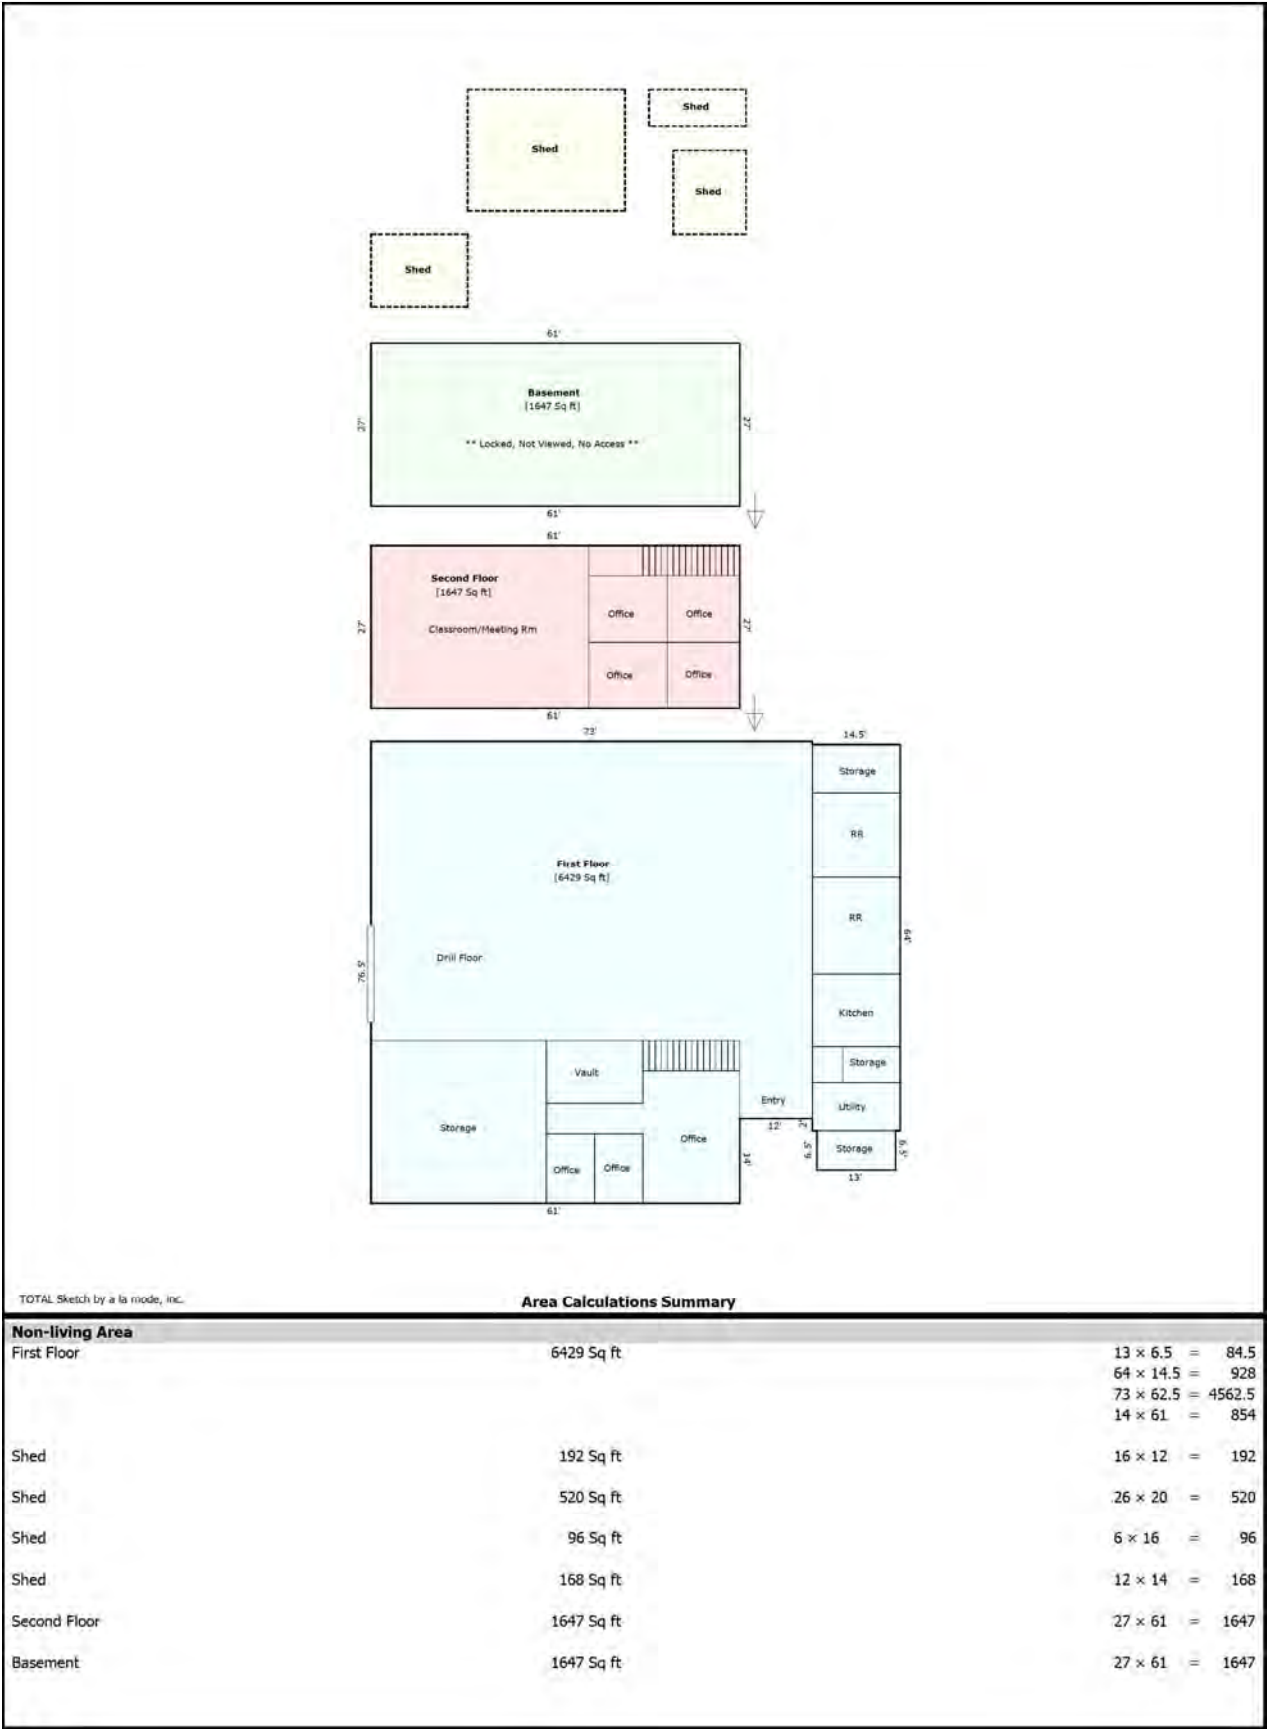 Shed
Shed
Shed
Shed
61'
Basement
[1647 Sq ft]
27'
27'
** Locked, Not Viewed, No Access **
61'
61'
Second Floor
[1647 Sq ft]
Office
Office
27'
27'
Classroom/Meeting Rm
Office
Office
61'
73'
14.5'
Storage
RR
First Floor
[6429 Sq ft]
RR
64'
Drill Floor
76.5'
Kitchen
Storage
Vault
Entry
Utility
12'
2'
Storage
Office
6.5'
Storage
6.5'
14'
Office
Office
13'
61'
TOTAL Sketch by a la mode, inc.
Area Calculations Summary
Non-living Area
First Floor 6429 Sq ft 13 × 6.5 = 84.5
64 × 14.5 = 928
73 × 62.5 = 4562.5
14 × 61 = 854
Shed 192 Sq ft 16 × 12 = 192
Shed 520 Sq ft 26 × 20 = 520
Shed 96 Sq ft 6 × 16 = 96
Shed 168 Sq ft 12 × 14 = 168
Second Floor 1647 Sq ft 27 × 61 = 1647
Basement 1647 Sq ft 27 × 61 = 1647